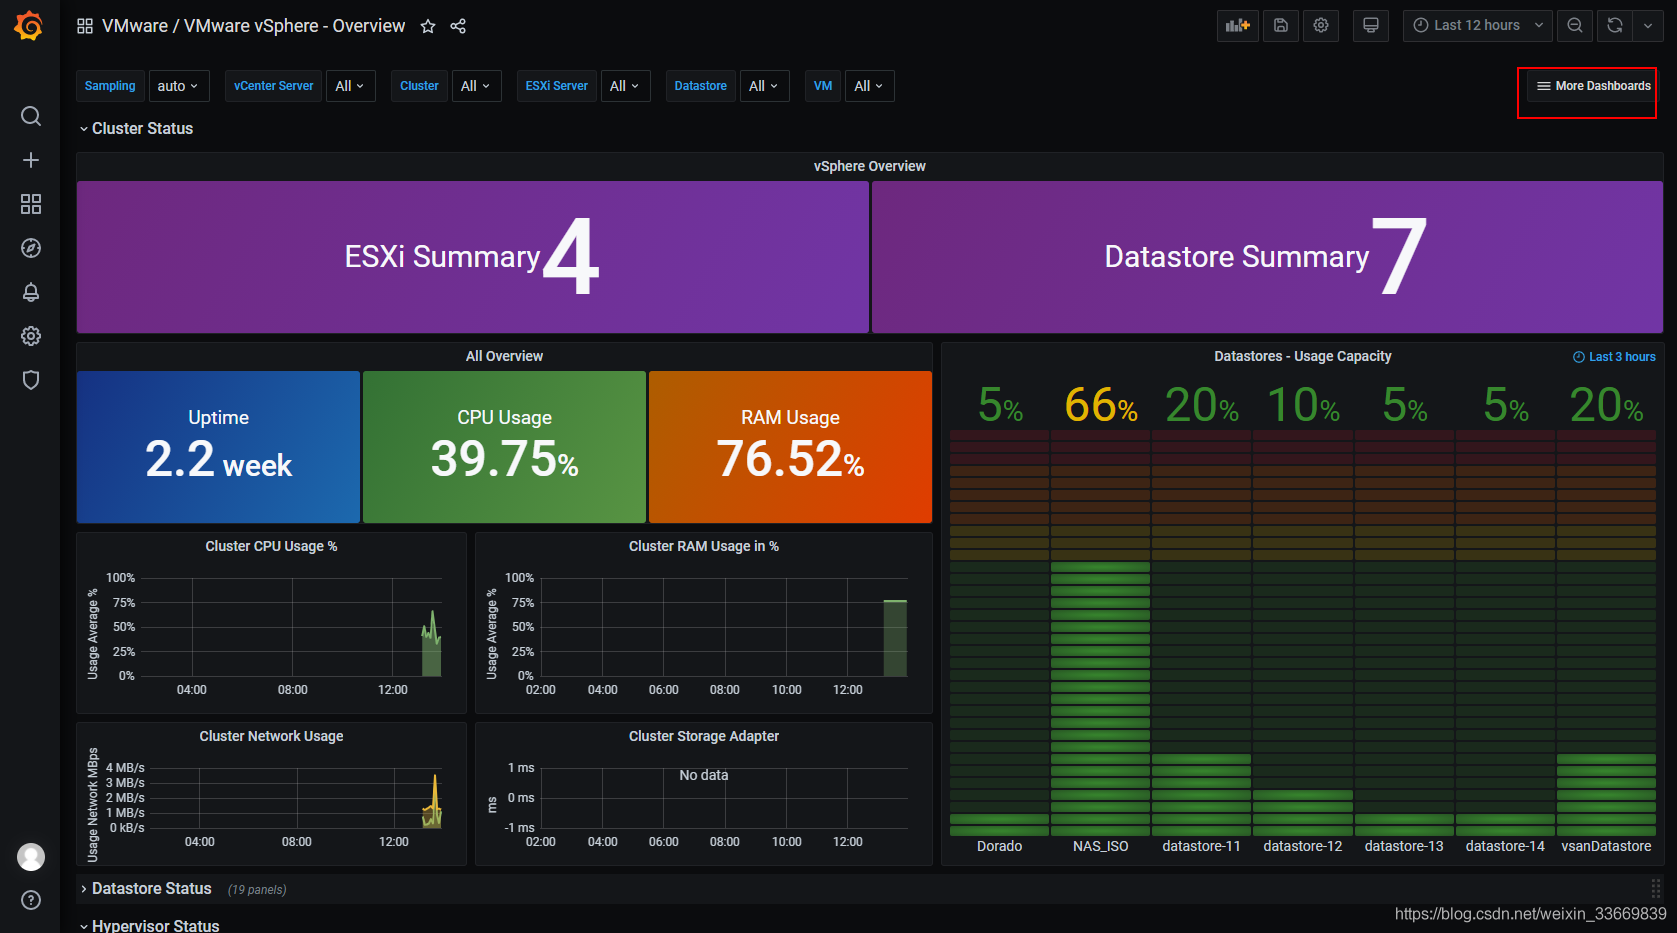 VMware / VMware vSphere - Overview
Last 12 hours
Sampling auto vCenter Server All Cluster All ESXi Server All Datastore All VM All
More Dashboards
Cluster Status
vSphere Overview
ESXi Summary 4
Datastore Summary 7
All Overview
Uptime
2.2 week
CPU Usage
39.75%
RAM Usage
76.52%
Datastores - Usage Capacity
Last 3 hours
5% 66% 20% 10% 5% 5% 20%
Dorado NAS_ISO datastore-11 datastore-12 datastore-13 datastore-14 vsanDatastore
Cluster CPU Usage %
Usage Average %
100%
75%
50%
25%
0%
04:00 08:00 12:00
Cluster RAM Usage in %
Usage Average %
100%
75%
50%
25%
0%
02:00 04:00 06:00 08:00 10:00 12:00
Cluster Network Usage
Usage Network MBps
4 MB/s
3 MB/s
2 MB/s
1 MB/s
0 kB/s
04:00 08:00 12:00
Cluster Storage Adapter
No data
ms
1 ms
0 ms
-1 ms
02:00 04:00 06:00 08:00 10:00 12:00
Datastore Status (19 panels)
Hypervisor Status
https://blog.csdn.net/weixin_33669839